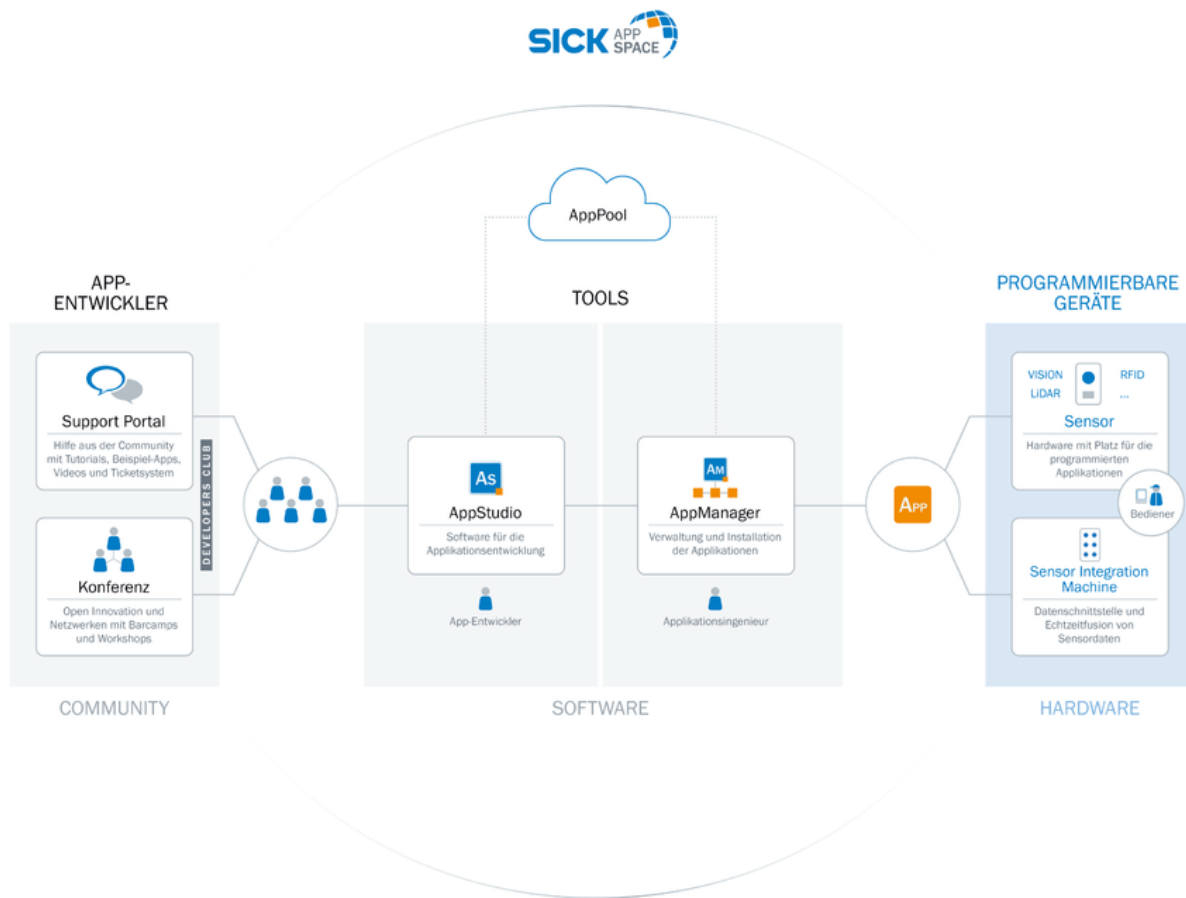 SICK APP SPACE
AppPool
APP-
ENTWICKLER
TOOLS
PROGRAMMIERBARE
GERÄTE
Support Portal
Hilfe aus der Community
mit Tutorials, Beispiel-Apps,
Videos und Ticketsystem
Konferenz
Open Innovation und
Netzwerken mit Barcamps
und Workshops
DEVELOPERS CLUB
COMMUNITY
As
AppStudio
Software für die
Applikationsentwicklung
App-Entwickler
AM
AppManager
Verwaltung und Installation
der Applikationen
Applikationsingenieur
SOFTWARE
APP
VISION
RFID
LiDAR
...
Sensor
Hardware mit Platz für die
programmierten
Applikationen
Bediener
Sensor Integration
Machine
Datenschnittstelle und
Echtzeitfusion von
Sensordaten
HARDWARE